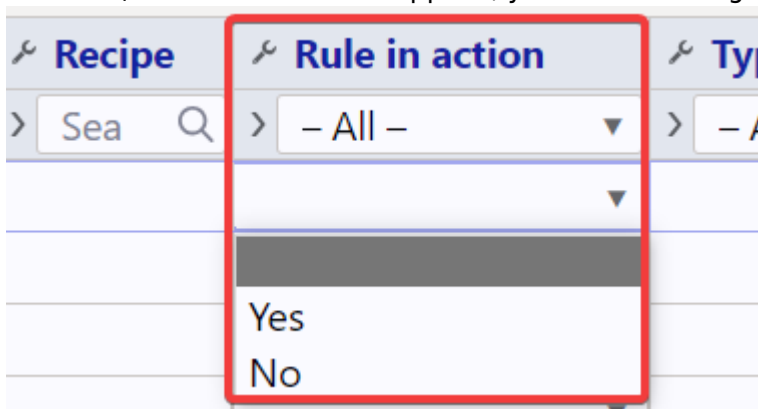 Recipe Rule in action
Sea – All –
Yes
No